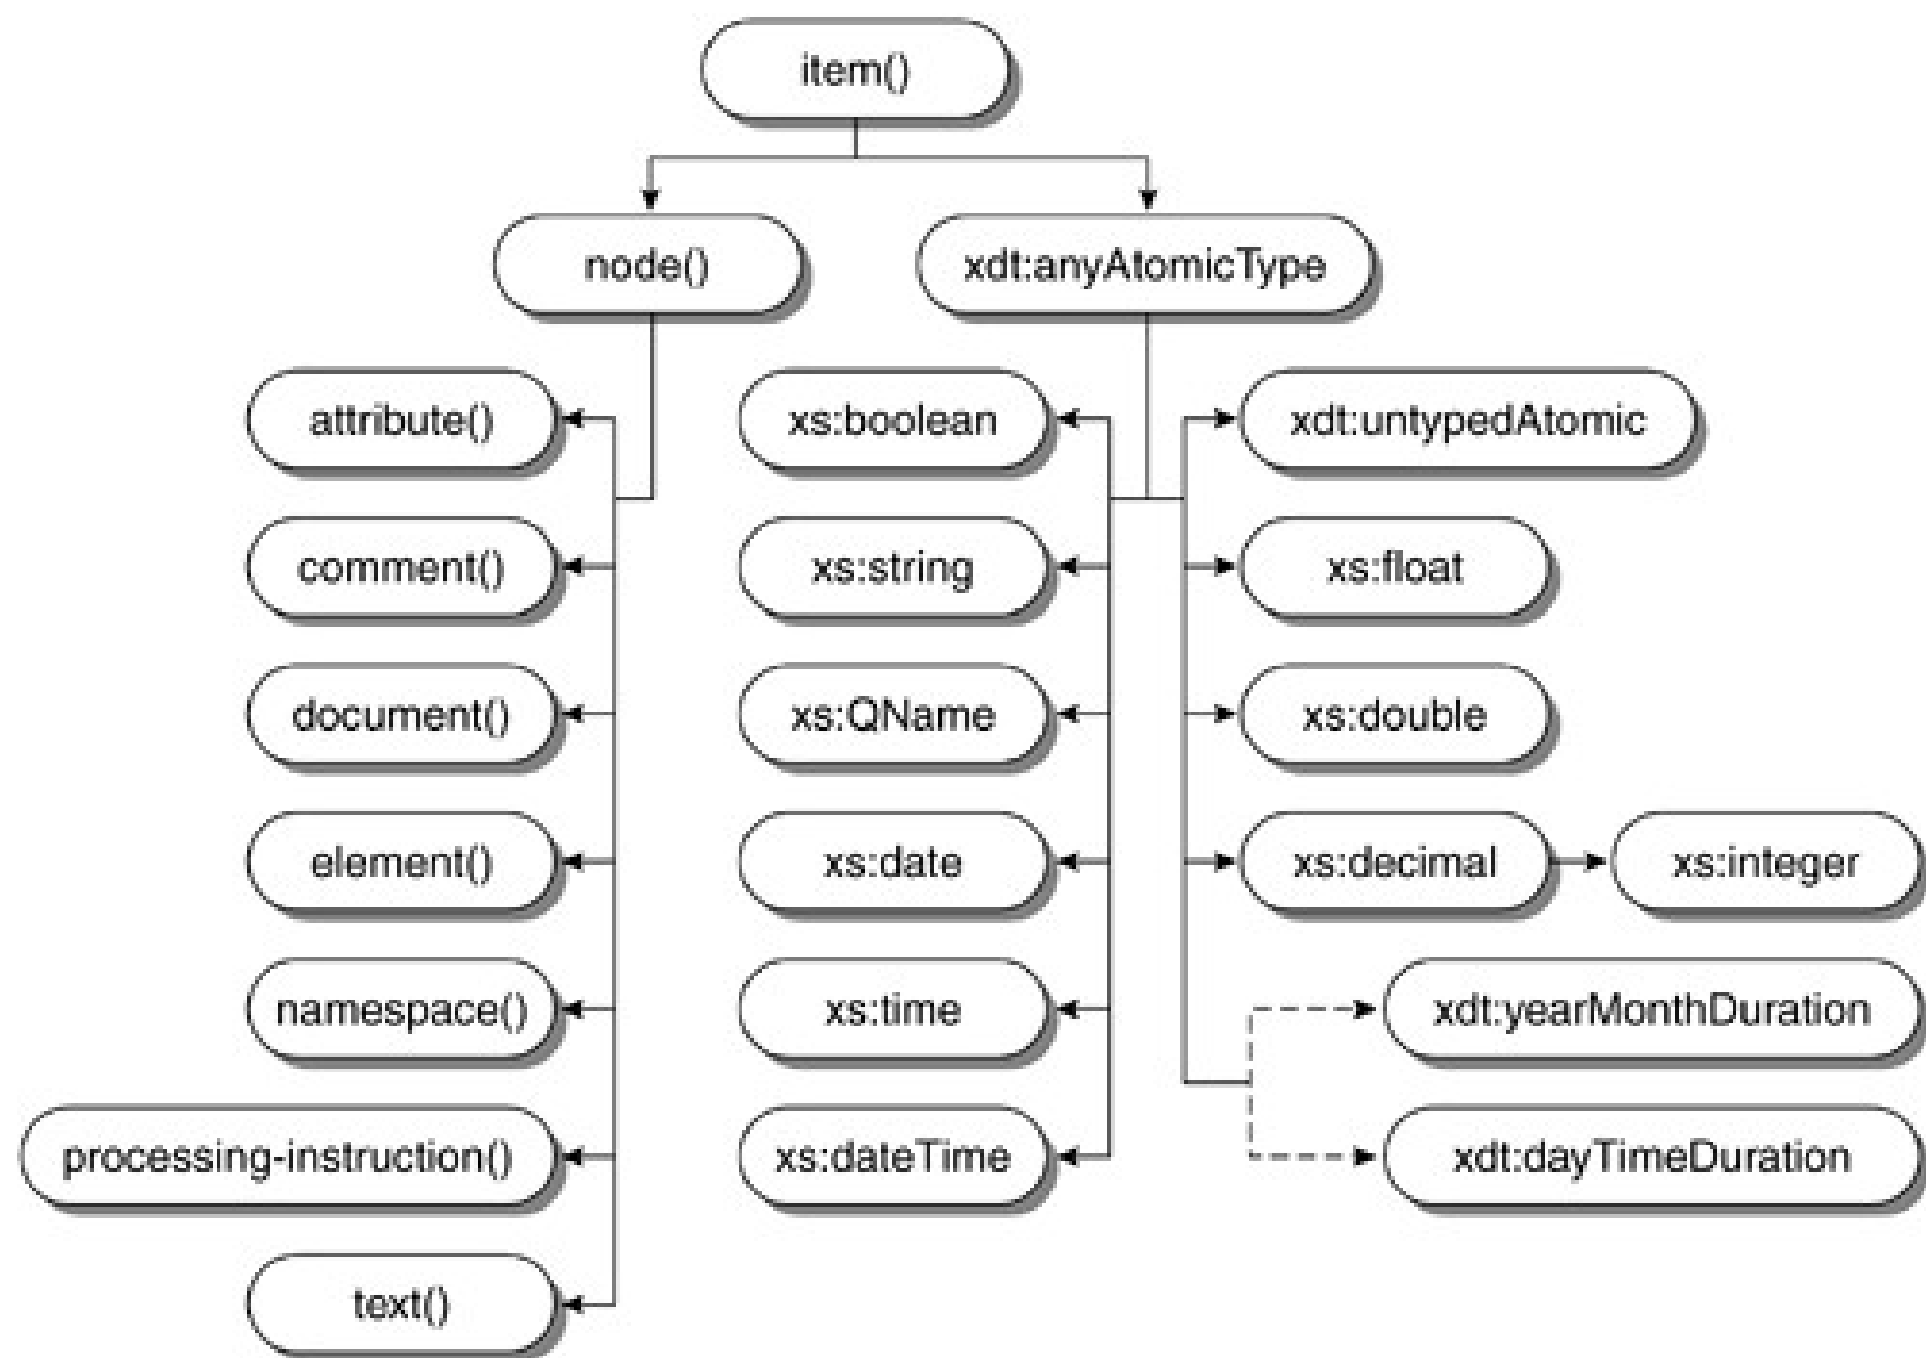 item()
node()
xdt:anyAtomicType
attribute()
xs:boolean
xdt:untypedAtomic
comment()
xs:string
xs:float
document()
xs:QName
xs:double
element()
xs:date
xs:decimal
xs:integer
namespace()
xs:time
xdt:yearMonthDuration
processing-instruction()
xs:dateTime
xdt:dayTimeDuration
text()